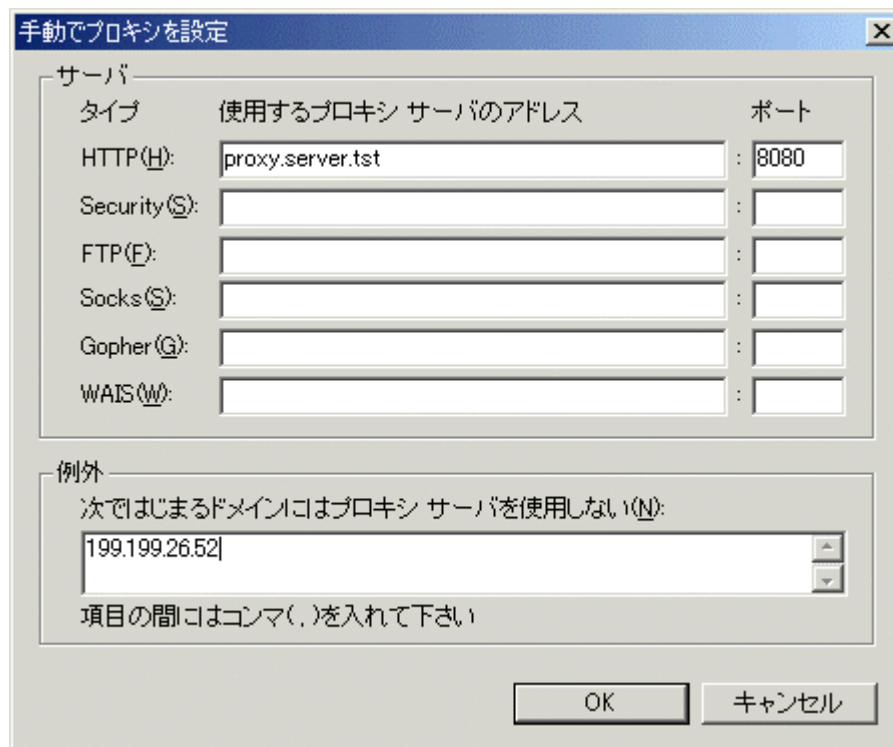 手動でプロキシを設定
サーバ
タイプ 使用するプロキシ サーバのアドレス ポート
HTTP(H): proxy.server.tst : 8080
Security(S): :
FTP(F): :
Socks(S): :
Gopher(G): :
WAIS(W): :
例外
次ではじまるドメインにはプロキシ サーバを使用しない(N):
199.199.26.52
項目の間にはコンマ(,)を入れて下さい
OK キャンセル